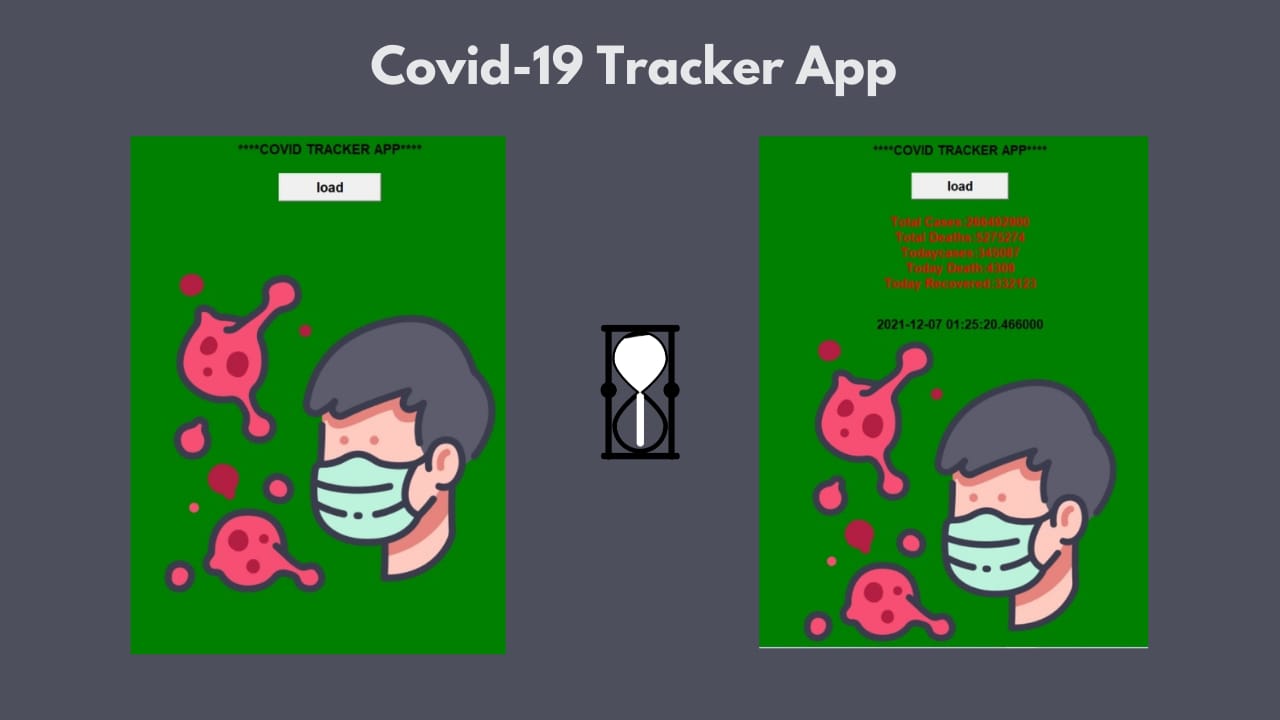 Covid-19 Tracker App
****COVID TRACKER APP****
load
****COVID TRACKER APP****
load
Total Cases:266402000
Total Deaths:5275274
Todaycases:345087
Today Death:4300
Today Recovered:332123
2021-12-07 01:25:20.466000